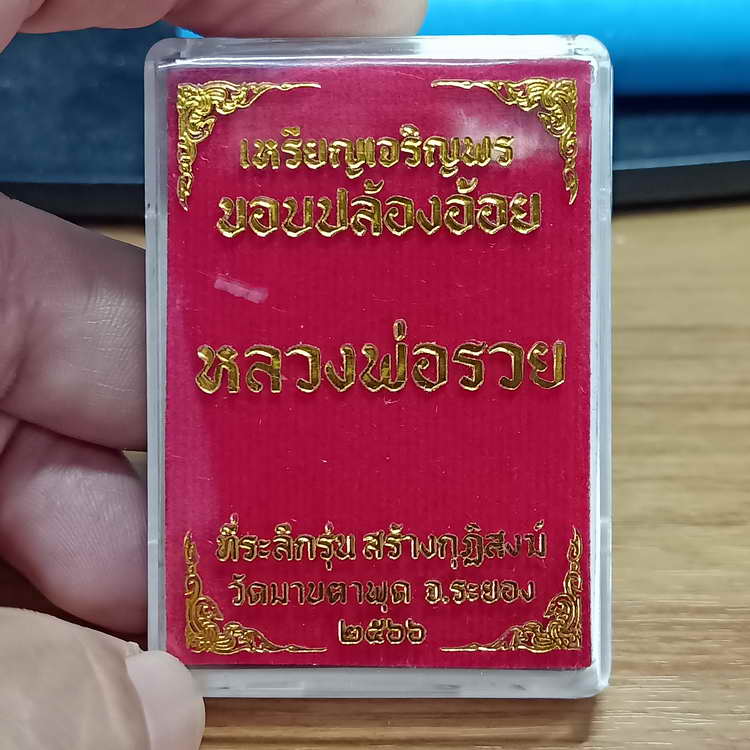 เหรียญเจริญพร
ขอบปล้องอ้อย
หลวงพ่อรวย
ที่ระลึกรุ่น สร้างกุฏิสงฆ์
วัดมาบตาพุด จ.ระยอง
๒๕๖๖